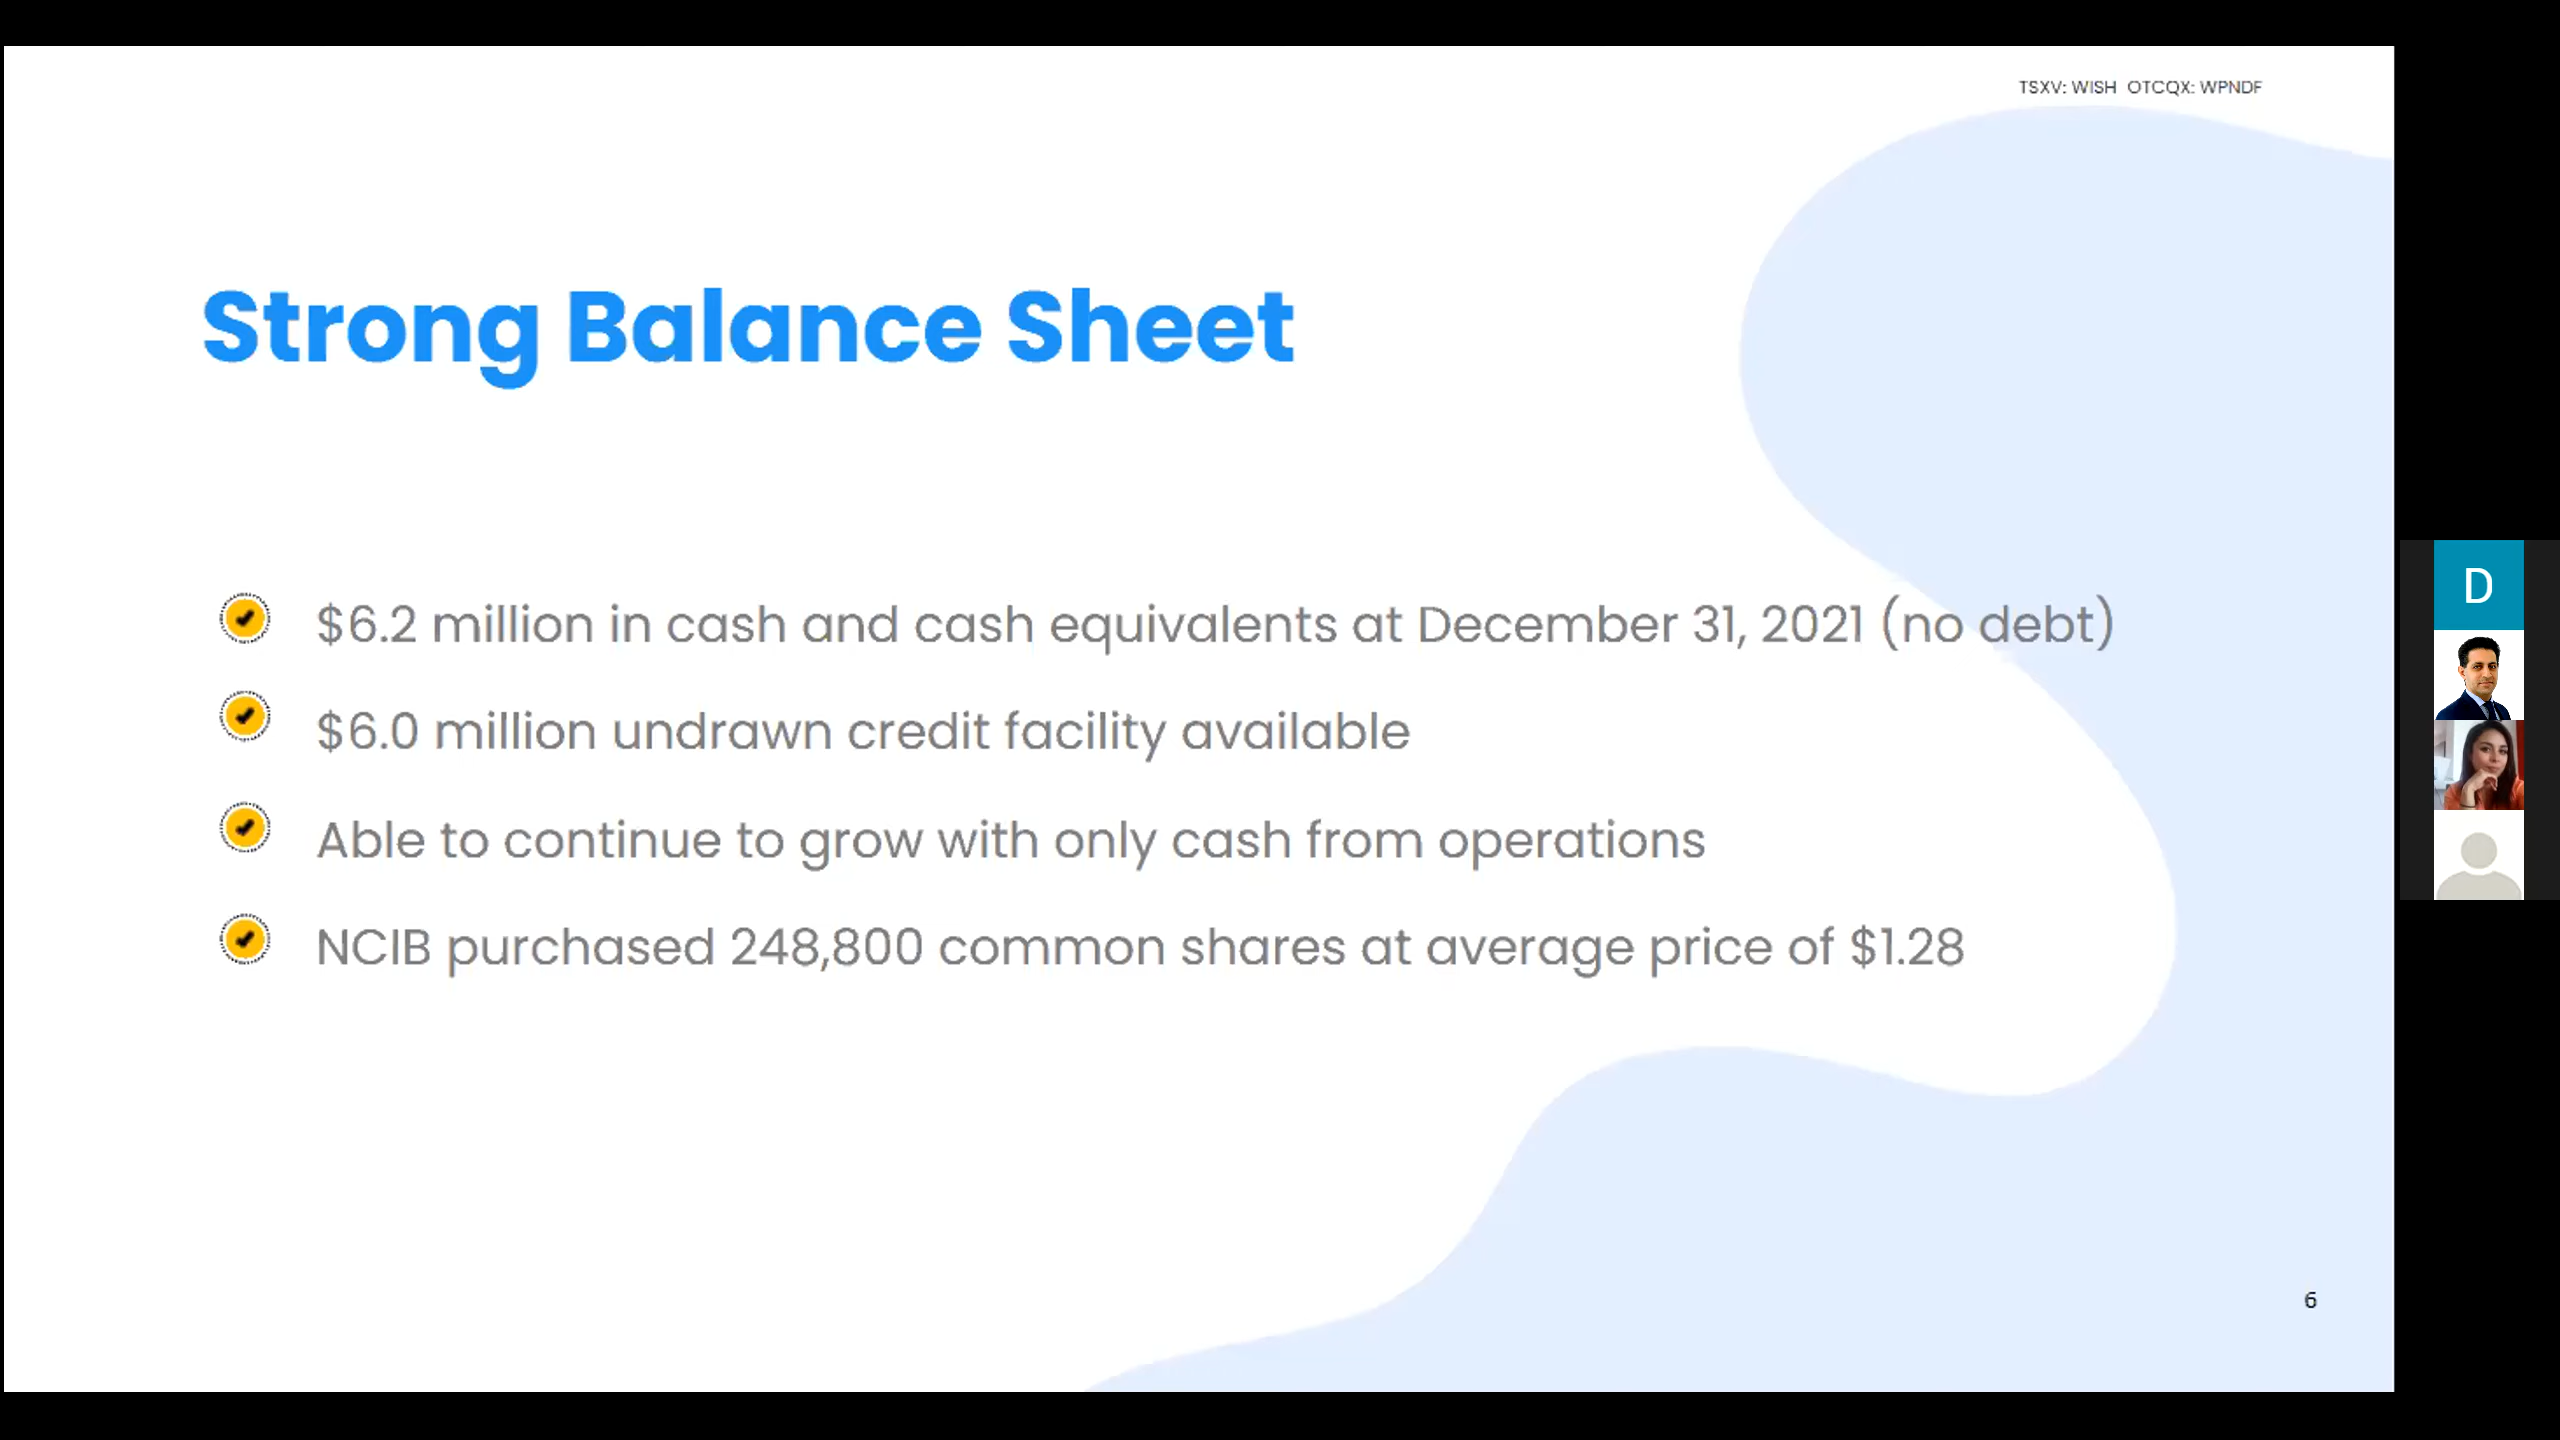 TSXV: WISH OTCQX: WPNDF
Strong Balance Sheet
$6.2 million in cash and cash equivalents at December 31, 2021 (no debt)
$6.0 million undrawn credit facility available
Able to continue to grow with only cash from operations
NCIB purchased 248,800 common shares at average price of $1.28
D
6